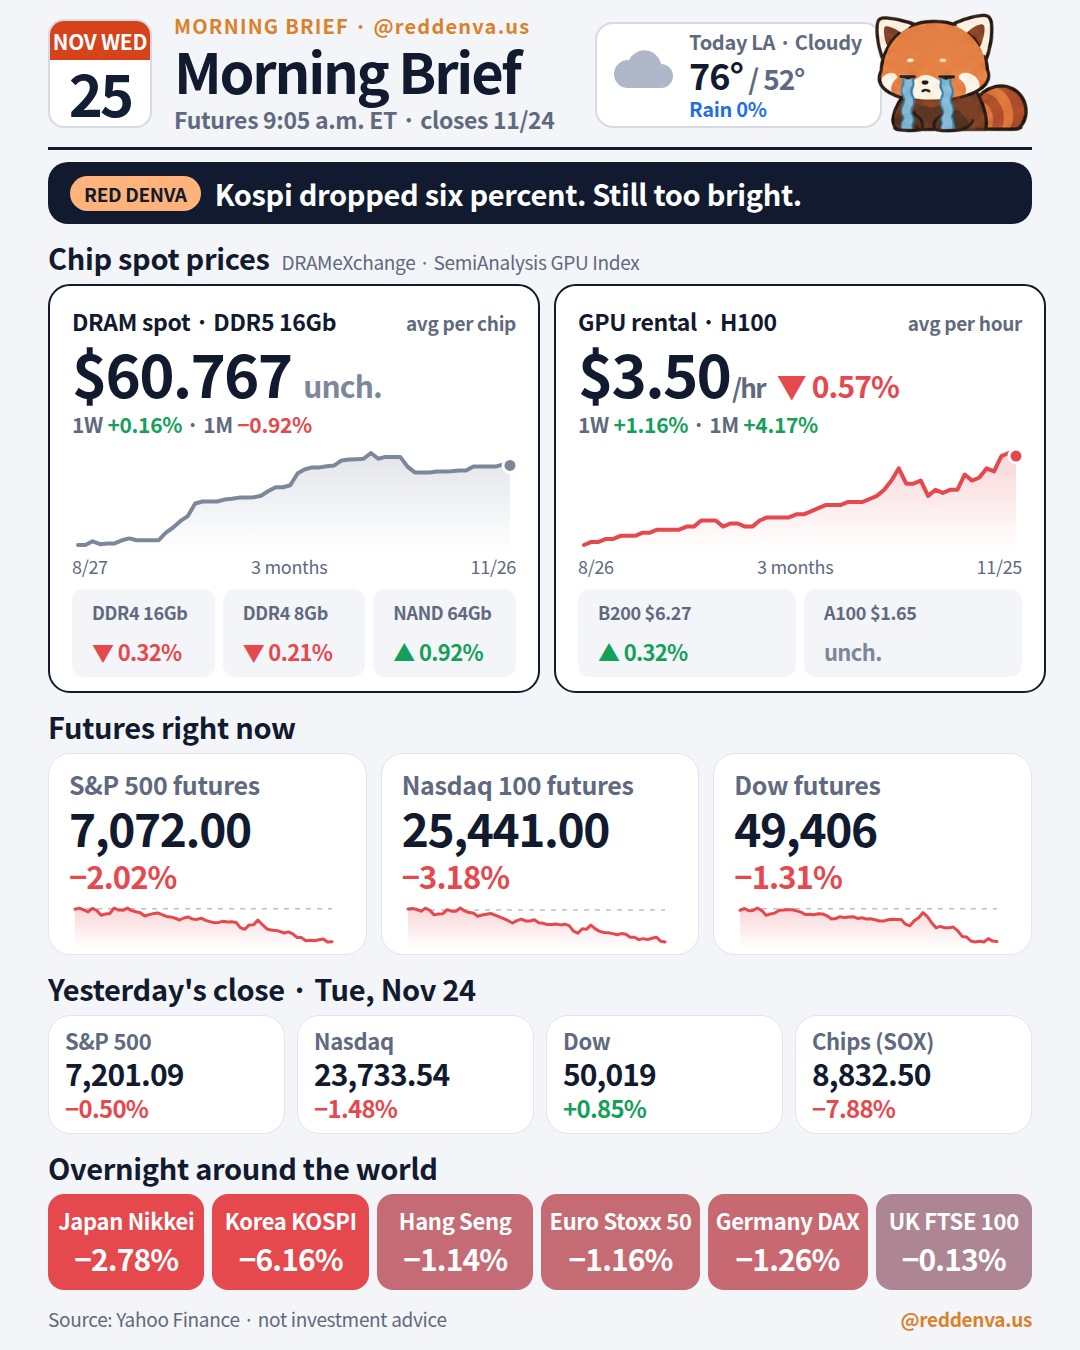 NOV WED
25
MORNING BRIEF · @reddenva.us
Morning Brief
Futures 9:05 a.m. ET · closes 11/24
Today LA · Cloudy
76° / 52°
Rain 0%
RED DENVA Kospi dropped six percent. Still too bright.
Chip spot prices DRAMeXchange · SemiAnalysis GPU Index
DRAM spot · DDR5 16Gb avg per chip
$60.767 unch.
1W +0.16% · 1M −0.92%
8/27 3 months 11/26
DDR4 16Gb DDR4 8Gb NAND 64Gb
▼ 0.32% ▼ 0.21% ▲ 0.92%
GPU rental · H100 avg per hour
$3.50/hr ▼ 0.57%
1W +1.16% · 1M +4.17%
8/26 3 months 11/25
B200 $6.27 A100 $1.65
▲ 0.32% unch.
Futures right now
S&P 500 futures
7,072.00
−2.02%
Nasdaq 100 futures
25,441.00
−3.18%
Dow futures
49,406
−1.31%
Yesterday's close · Tue, Nov 24
S&P 500
7,201.09
−0.50%
Nasdaq
23,733.54
−1.48%
Dow
50,019
+0.85%
Chips (SOX)
8,832.50
−7.88%
Overnight around the world
Japan Nikkei
−2.78%
Korea KOSPI
−6.16%
Hang Seng
−1.14%
Euro Stoxx 50
−1.16%
Germany DAX
−1.26%
UK FTSE 100
−0.13%
Source: Yahoo Finance · not investment advice @reddenva.us